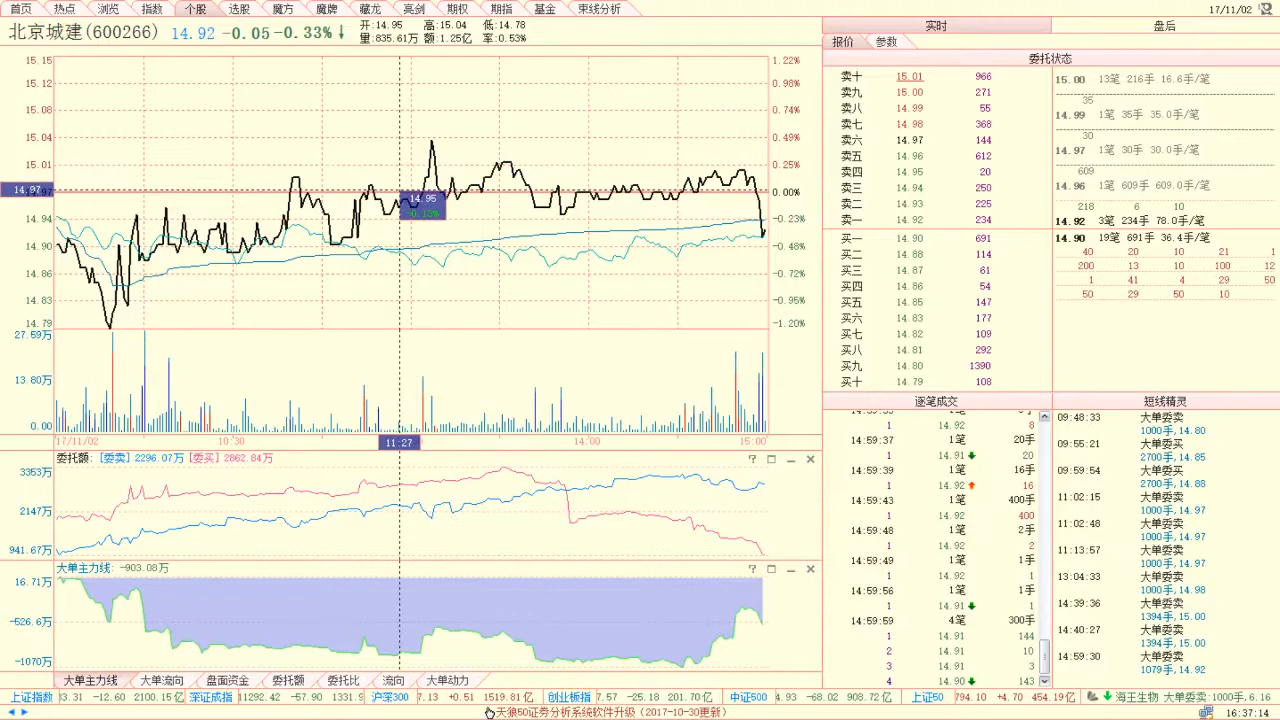 首页 热点 浏览 指数 个股 选股 魔方 魔牌 藏龙 亮剑 期权 期指 基金 束线分析 17/11/02
北京城建(600266) 14.92 -0.05 -0.33%↓ 开:14.95 高:15.04 低:14.78
量:835.61万 额:1.25亿 率:0.53%
实时 盘后
报价 参数
委托状态
15.15 1.22%
15.12 0.98%
15.08 0.74%
15.04 0.49%
15.01 0.25%
14.97 0.00%
14.94 -0.23%
14.90 -0.48%
14.86 -0.72%
14.83 -0.95%
14.79 -1.20%
14.95
-0.13%
27.59万
13.80万
0.00
17/11/02 10:30 11:27 14:00 15:00
委托额: [委卖] 2296.07万 [委买] 2862.84万
3353万
2147万
941.67万
大单主力线: -903.08万
16.71万
-526.6万
-1070万
大单主力线 大单流向 盘面资金 委托额 委托比 流向 大单动力
卖十 15.01 966
卖九 15.00 271
卖八 14.99 55
卖七 14.98 368
卖六 14.97 144
卖五 14.96 612
卖四 14.95 20
卖三 14.94 250
卖二 14.93 225
卖一 14.92 234
买一 14.90 691
买二 14.88 114
买三 14.87 61
买四 14.86 54
买五 14.85 147
买六 14.83 177
买七 14.82 109
买八 14.81 292
买九 14.80 1390
买十 14.79 108
15.00 13笔 216手 16.6手/笔
35
14.99 1笔 35手 35.0手/笔
30
14.97 1笔 30手 30.0手/笔
609
14.96 1笔 609手 609.0手/笔
218 6 10
14.92 3笔 234手 78.0手/笔
14.90 19笔 691手 36.4手/笔
40 20 10 21 1
200 13 10 100 12
1 41 4 29 50
50 29 50 10
逐笔成交
1 14.92 8
14:59:37 1笔 20手
1 14.91 20
14:59:39 1笔 16手
1 14.92 16
14:59:43 1笔 400手
1 14.92 400
14:59:48 1笔 2手
1 14.92 2
14:59:49 1笔 1手
1 14.92 1
14:59:56 1笔 1手
1 14.91 1
14:59:59 4笔 300手
1 14.91 144
2 14.91 10
3 14.91 3
4 14.90 143
短线精灵
09:48:33 大单委卖
1000手,14.80
09:55:27 大单委买
2700手,14.85
09:59:54 大单委买
2700手,14.88
11:02:15 大单委卖
1000手,14.97
11:02:48 大单委卖
1000手,14.97
11:13:57 大单委卖
1000手,14.97
13:04:33 大单委卖
1000手,14.98
14:39:36 大单委卖
1394手,15.00
14:40:27 大单委卖
1394手,15.00
14:59:30 大单委卖
1079手,14.92
上证指数 -12.60 2100.15亿 深证成指 11292.42 -57.90 1331.9 沪深300 7.13 +0.51 1519.81亿 创业板指 7.57 -25.18 201.70亿 中证500 4.93 -68.02 908.72亿 上证50 794.10 +4.70 454.19亿 海王生物 大单委卖:1000手,6.16
天狼50证券分析系统软件升级（2017-10-30更新） 16:37:14